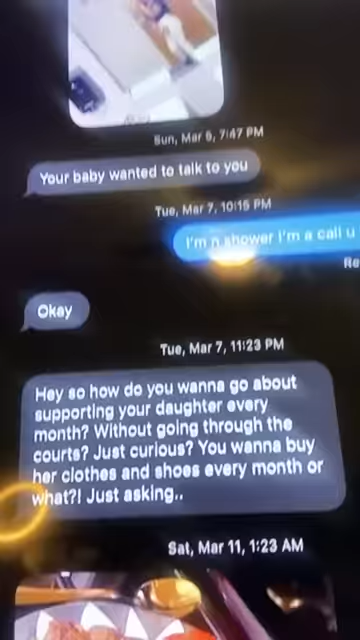 Sun, Mar 5, 7:47 PM
Your baby wanted to talk to you
Tue, Mar 7, 10:15 PM
I'm n shower I'm a call u
Re
Okay
Tue, Mar 7, 11:23 PM
Hey so how do you wanna go about
supporting your daughter every
month? Without going through the
courts? Just curious? You wanna buy
her clothes and shoes every month or
what?! Just asking..
Sat, Mar 11, 1:23 AM